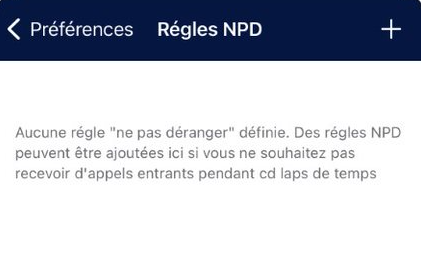 Préférences Régles NPD +
Aucune régle "ne pas déranger" définie. Des régles NPD
peuvent être ajoutées ici si vous ne souhaitez pas
recevoir d'appels entrants pendant cd laps de temps